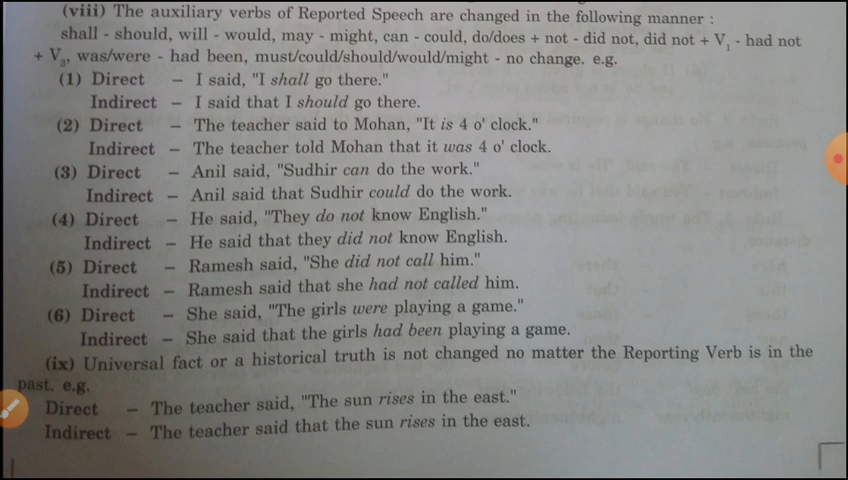 (viii) The auxiliary verbs of Reported Speech are changed in the following manner :
shall - should, will - would, may - might, can - could, do/does + not - did not, did not + V₁ - had not
+ V₃, was/were - had been, must/could/should/would/might - no change. e.g.
(1) Direct – I said, "I shall go there."
Indirect – I said that I should go there.
(2) Direct – The teacher said to Mohan, "It is 4 o' clock."
Indirect – The teacher told Mohan that it was 4 o' clock.
(3) Direct – Anil said, "Sudhir can do the work."
Indirect – Anil said that Sudhir could do the work.
(4) Direct – He said, "They do not know English."
Indirect – He said that they did not know English.
(5) Direct – Ramesh said, "She did not call him."
Indirect – Ramesh said that she had not called him.
(6) Direct – She said, "The girls were playing a game."
Indirect – She said that the girls had been playing a game.
(ix) Universal fact or a historical truth is not changed no matter the Reporting Verb is in the
past. e.g.
Direct – The teacher said, "The sun rises in the east."
Indirect – The teacher said that the sun rises in the east.